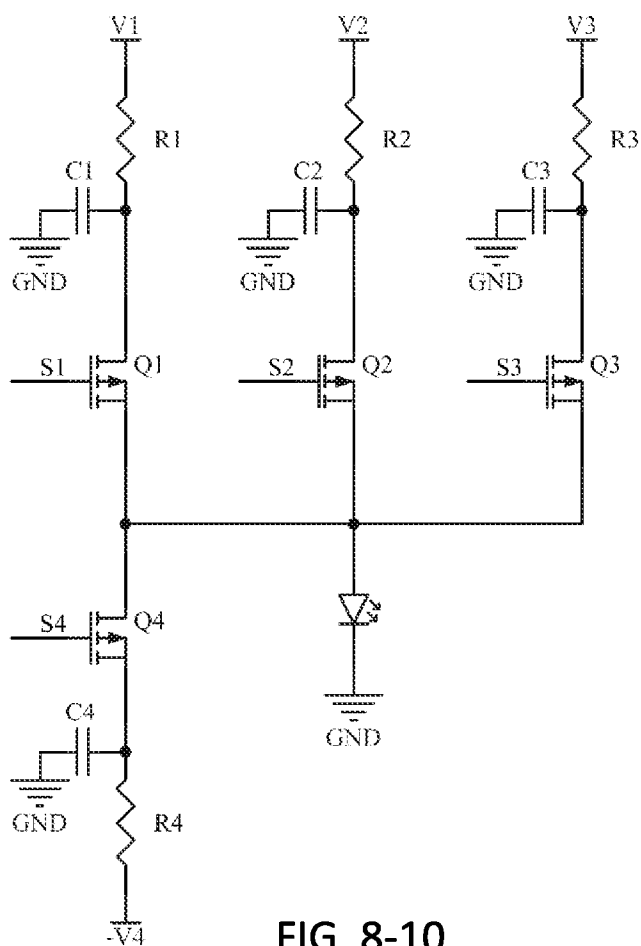 V1
V2
V3
R1
R2
R3
C1
C2
C3
GND
GND
GND
S1
Q1
S2
Q2
S3
Q3
S4
Q4
C4
GND
GND
R4
-V4
FIG. 8-10